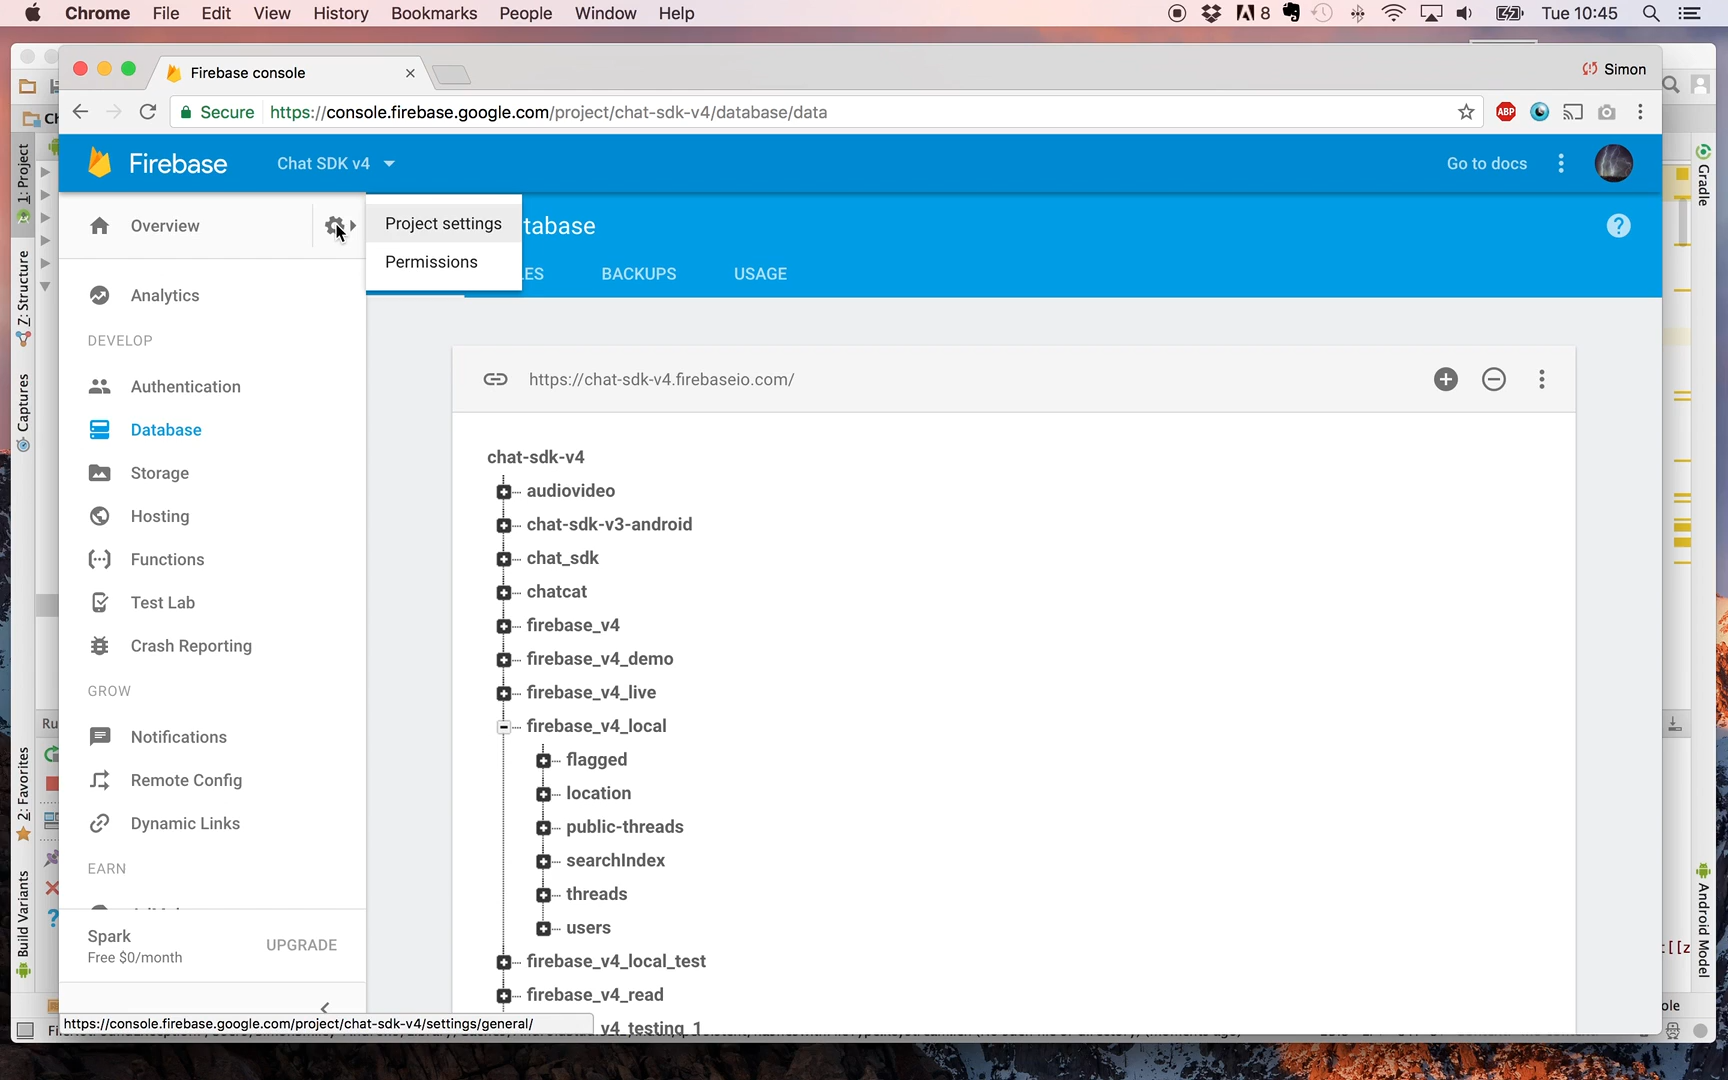 Chrome File Edit View History Bookmarks People Window Help
8 Tue 10:45
Firebase console
Simon
Secure https://console.firebase.google.com/project/chat-sdk-v4/database/data
ABP
Firebase Chat SDK v4
Go to docs
Overview
Project settings
Permissions
tabase
LES BACKUPS USAGE
Analytics
DEVELOP
Authentication
Database
Storage
Hosting
Functions
Test Lab
Crash Reporting
GROW
Notifications
Remote Config
Dynamic Links
EARN
Spark
Free $0/month
UPGRADE
https://chat-sdk-v4.firebaseio.com/
chat-sdk-v4
audiovideo
chat-sdk-v3-android
chat_sdk
chatcat
firebase_v4
firebase_v4_demo
firebase_v4_live
firebase_v4_local
flagged
location
public-threads
searchIndex
threads
users
firebase_v4_local_test
firebase_v4_read
v4_testing_1
https://console.firebase.google.com/project/chat-sdk-v4/settings/general/
1: Project
7: Structure
Captures
2: Favorites
Build Variants
Ch
Ru
Gradle
Android Model
:[[z
ole